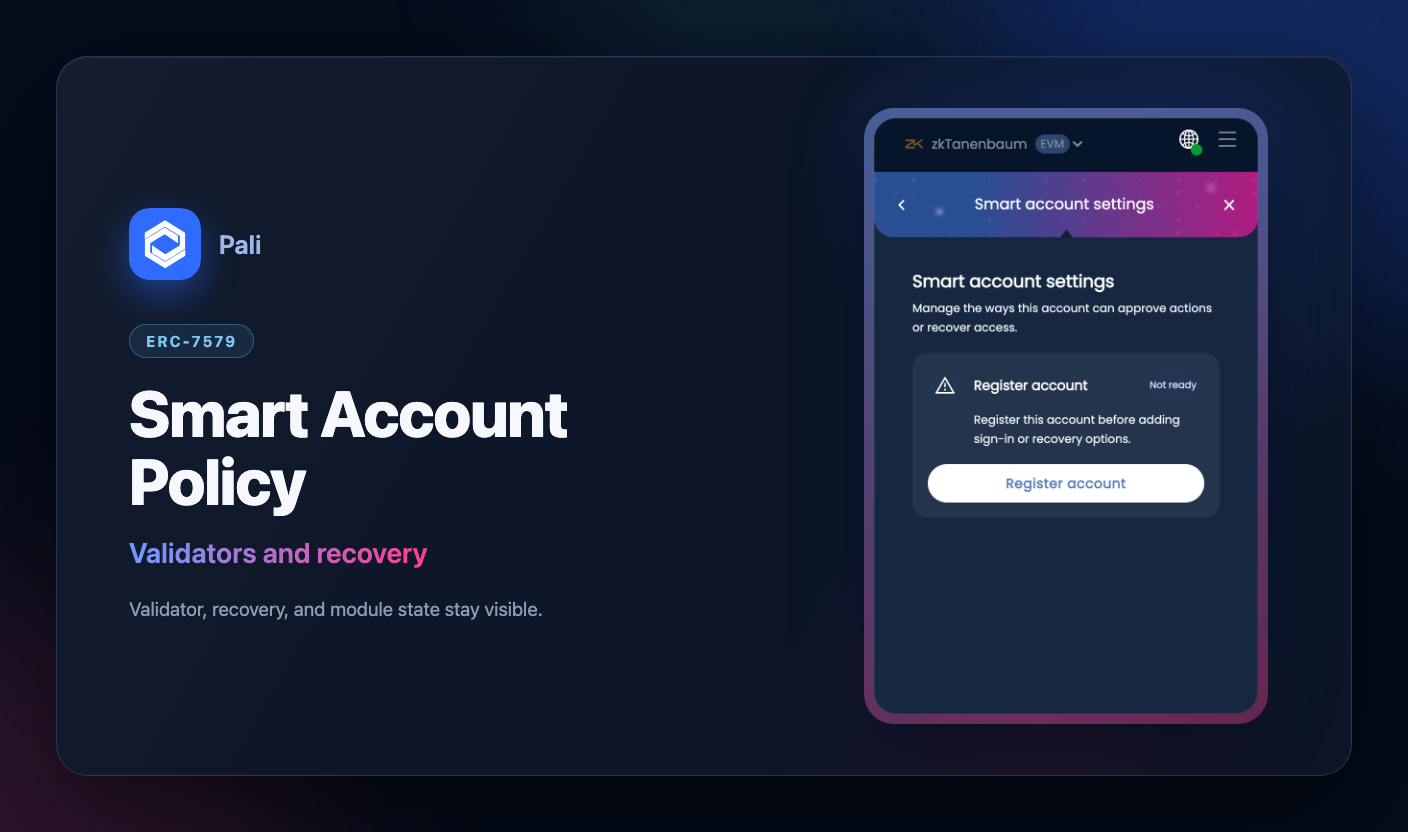 Pali
ERC-7579
Smart Account
Policy
Validators and recovery
Validator, recovery, and module state stay visible.
ZK zkTanenbaum EVM
Smart account settings
Smart account settings
Manage the ways this account can approve actions
or recover access.
Register account Not ready
Register this account before adding
sign-in or recovery options.
Register account